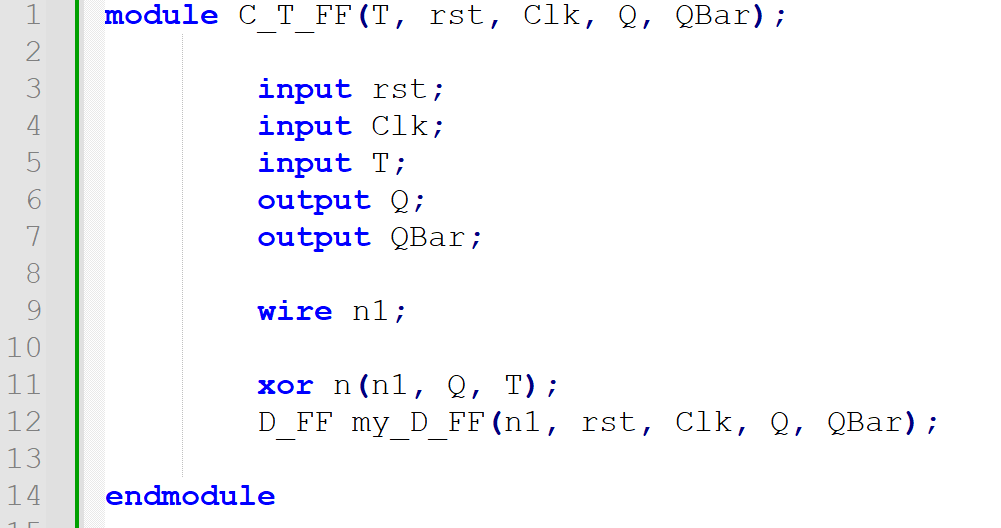 1 module C_T_FF(T, rst, Clk, Q, QBar);
2
3 input rst;
4 input Clk;
5 input T;
6 output Q;
7 output QBar;
8
9 wire n1;
10
11 xor n(n1, Q, T);
12 D_FF my_D_FF(n1, rst, Clk, Q, QBar);
13
14 endmodule
15